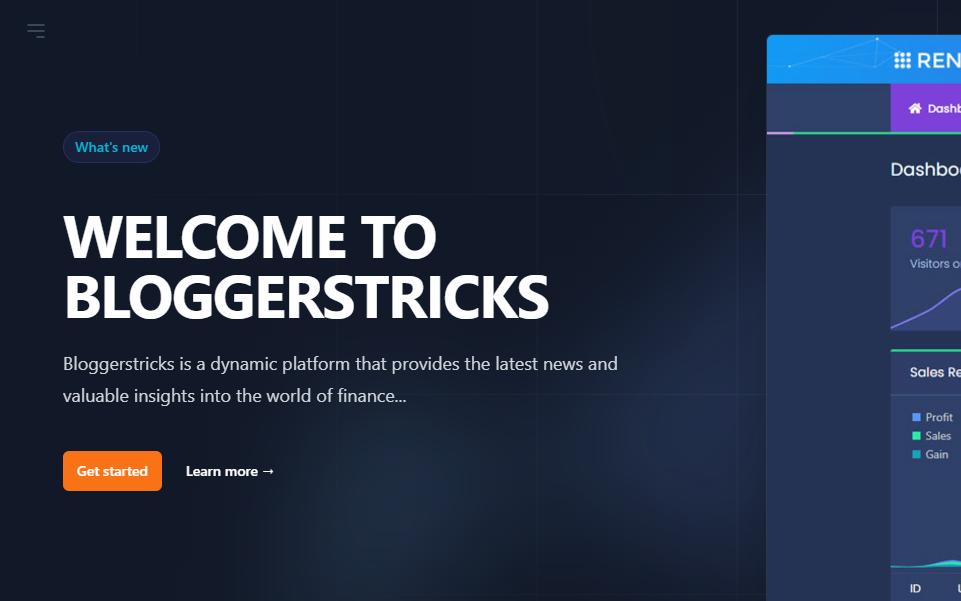 What's new
WELCOME TO
BLOGGERSTRICKS
Bloggerstricks is a dynamic platform that provides the latest news and
valuable insights into the world of finance...
Get started
Learn more →
REN
Dashb
Dashboa
671
Visitors o
Sales Re
Profit
Sales
Gain
ID